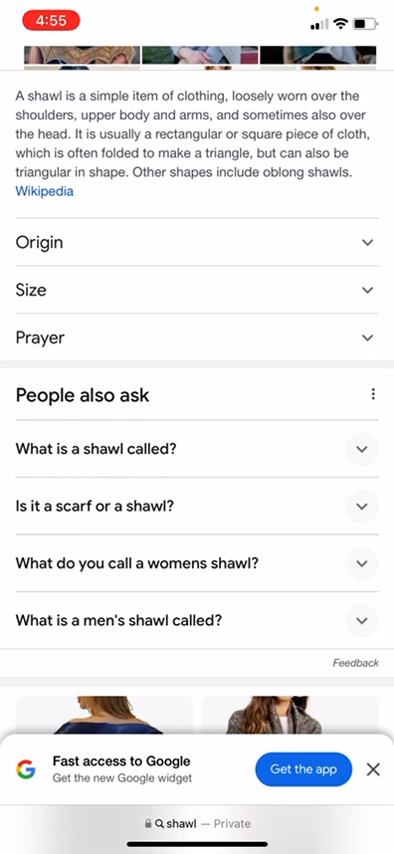 4:55
A shawl is a simple item of clothing, loosely worn over the
shoulders, upper body and arms, and sometimes also over
the head. It is usually a rectangular or square piece of cloth,
which is often folded to make a triangle, but can also be
triangular in shape. Other shapes include oblong shawls.
Wikipedia
Origin
Size
Prayer
People also ask
What is a shawl called?
Is it a scarf or a shawl?
What do you call a womens shawl?
What is a men's shawl called?
Feedback
Fast access to Google
Get the new Google widget
Get the app
shawl — Private